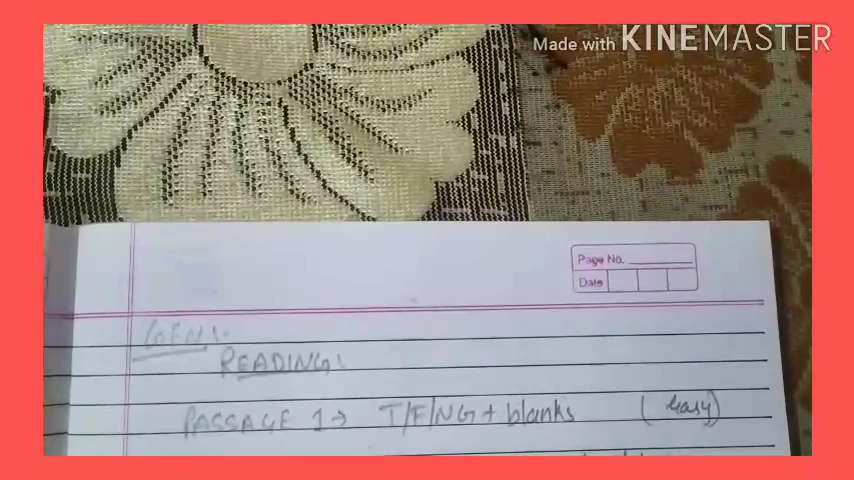 Made with KINEMASTER
Page No.
Date
GEN :
READING :
PASSAGE 1 → T/F/NG + blanks (easy)